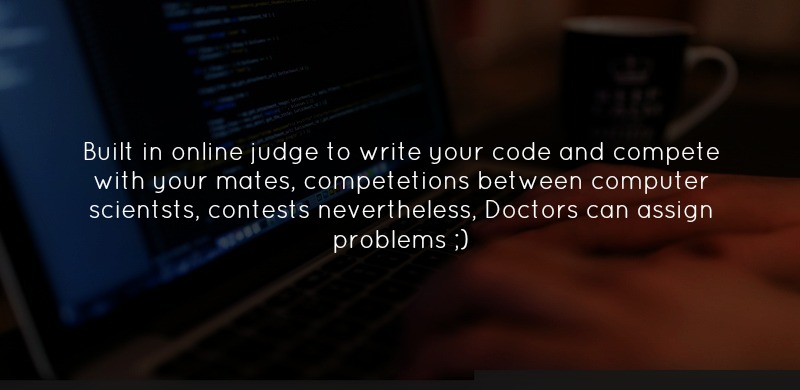 Built in online judge to write your code and compete
with your mates, competetions between computer
scientsts, contests nevertheless, Doctors can assign
problems ;)